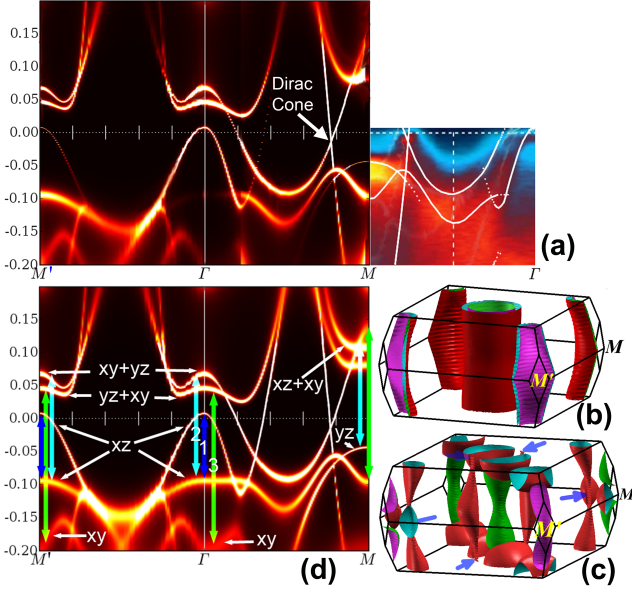 0.15
0.10
0.05
0.00
-0.05
-0.10
-0.15
-0.20
M' Γ M Γ
Dirac
Cone
(a)
0.15
0.10
0.05
0.00
-0.05
-0.10
-0.15
-0.20
M' Γ M
xy+yz
yz+xy
xz
xy
2
1
3
xy
xz+xy
yz
(d)
M
M'
(b)
M
M'
(c)